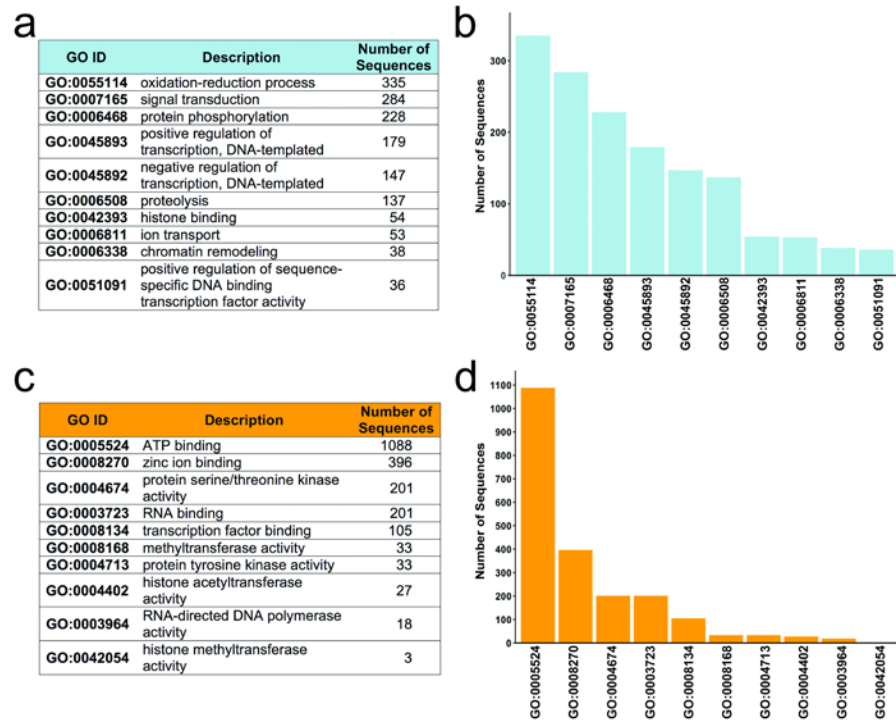 a
GO ID Description Number of
Sequences
GO:0055114 oxidation-reduction process 335
GO:0007165 signal transduction 284
GO:0006468 protein phosphorylation 228
GO:0045893 positive regulation of
transcription, DNA-templated 179
GO:0045892 negative regulation of
transcription, DNA-templated 147
GO:0006508 proteolysis 137
GO:0042393 histone binding 54
GO:0006811 ion transport 53
GO:0006338 chromatin remodeling 38
GO:0051091 positive regulation of sequence-
specific DNA binding 36
transcription factor activity
b
Number of Sequences
300
200
100
0
GO:0055114
GO:0007165
GO:0006468
GO:0045893
GO:0045892
GO:0006508
GO:0042393
GO:0006811
GO:0006338
GO:0051091
c
GO ID Description Number of
Sequences
GO:0005524 ATP binding 1088
GO:0008270 zinc ion binding 396
GO:0004674 protein serine/threonine kinase
activity 201
GO:0003723 RNA binding 201
GO:0008134 transcription factor binding 105
GO:0008168 methyltransferase activity 33
GO:0004713 protein tyrosine kinase activity 33
GO:0004402 histone acetyltransferase
activity 27
GO:0003964 RNA-directed DNA polymerase
activity 18
GO:0042054 histone methyltransferase
activity 3
d
Number of Sequences
1100
1000
900
800
700
600
500
400
300
200
100
0
GO:0005524
GO:0008270
GO:0004674
GO:0003723
GO:0008134
GO:0008168
GO:0004713
GO:0004402
GO:0003964
GO:0042054